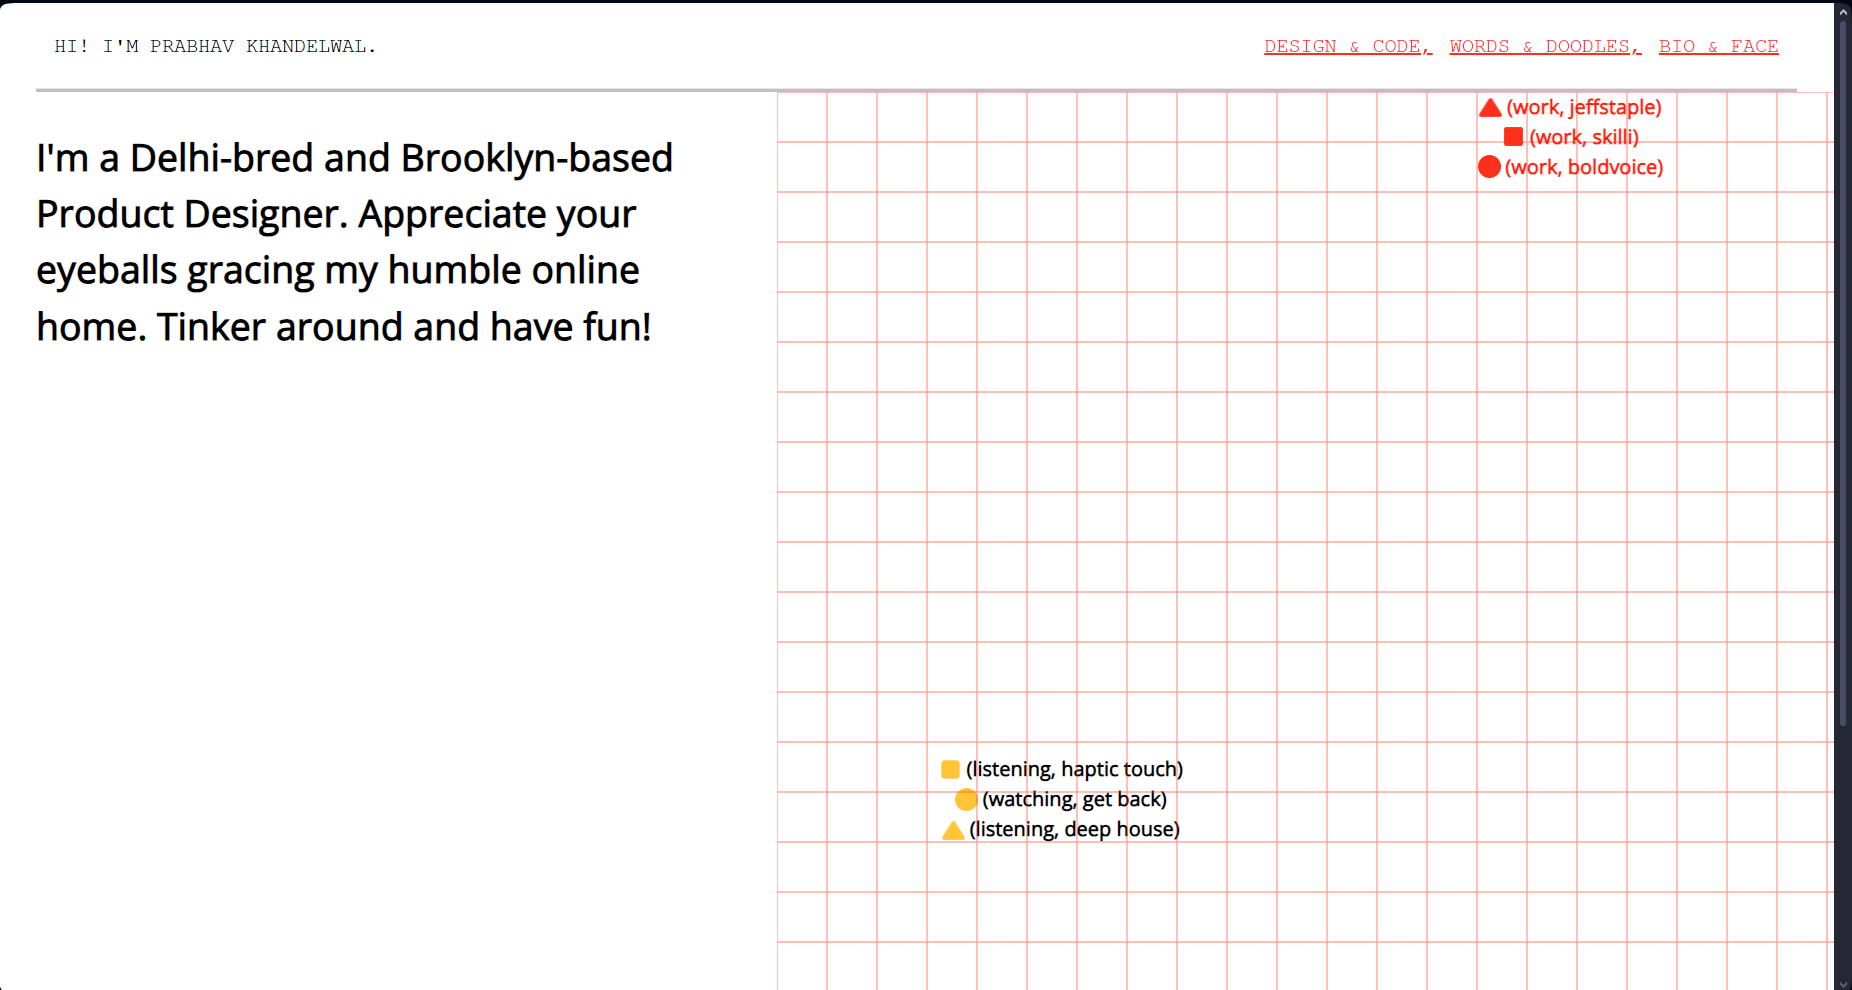 HI! I'M PRABHAV KHANDELWAL.
DESIGN & CODE, WORDS & DOODLES, BIO & FACE
I'm a Delhi-bred and Brooklyn-based
Product Designer. Appreciate your
eyeballs gracing my humble online
home. Tinker around and have fun!
(work, jeffstaple)
(work, skilli)
(work, boldvoice)
(listening, haptic touch)
(watching, get back)
(listening, deep house)